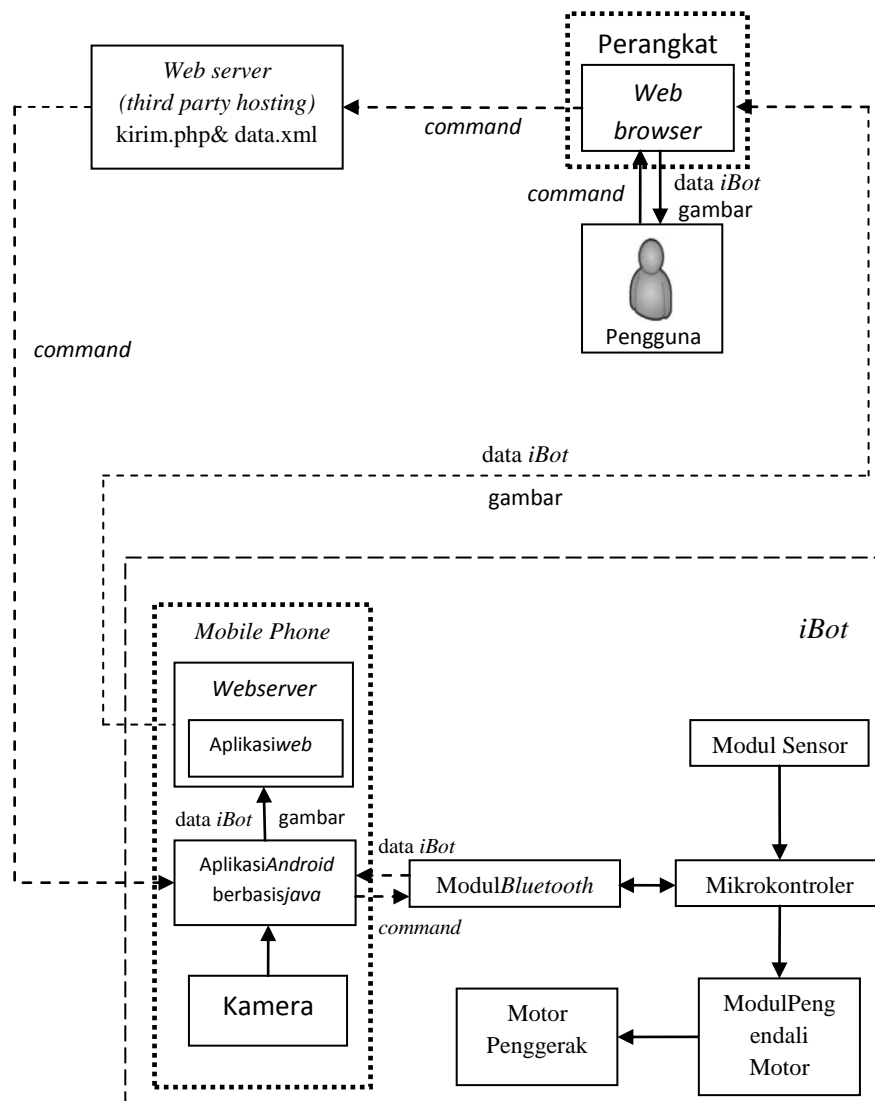 Perangkat
Web server
(third party hosting)
kirim.php& data.xml
Web
browser
command
command
data iBot
gambar
Pengguna
command
data iBot
gambar
iBot
Mobile Phone
Webserver
Aplikasiweb
data iBot
gambar
AplikasiAndroid
berbasisjava
Kamera
data iBot
command
ModulBluetooth
Modul Sensor
Mikrokontroler
ModulPeng
endali
Motor
Motor
Penggerak